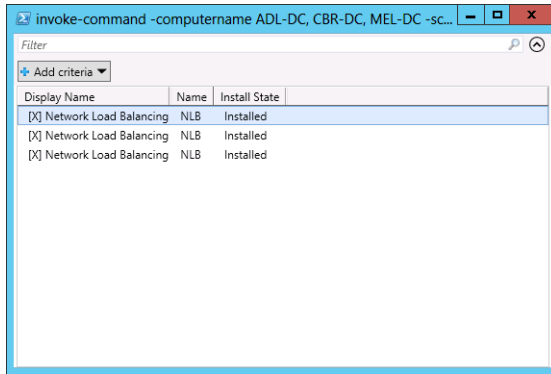 invoke-command -computername ADL-DC, CBR-DC, MEL-DC -sc...
Filter
Add criteria
Display Name Name Install State
[X] Network Load Balancing NLB Installed
[X] Network Load Balancing NLB Installed
[X] Network Load Balancing NLB Installed